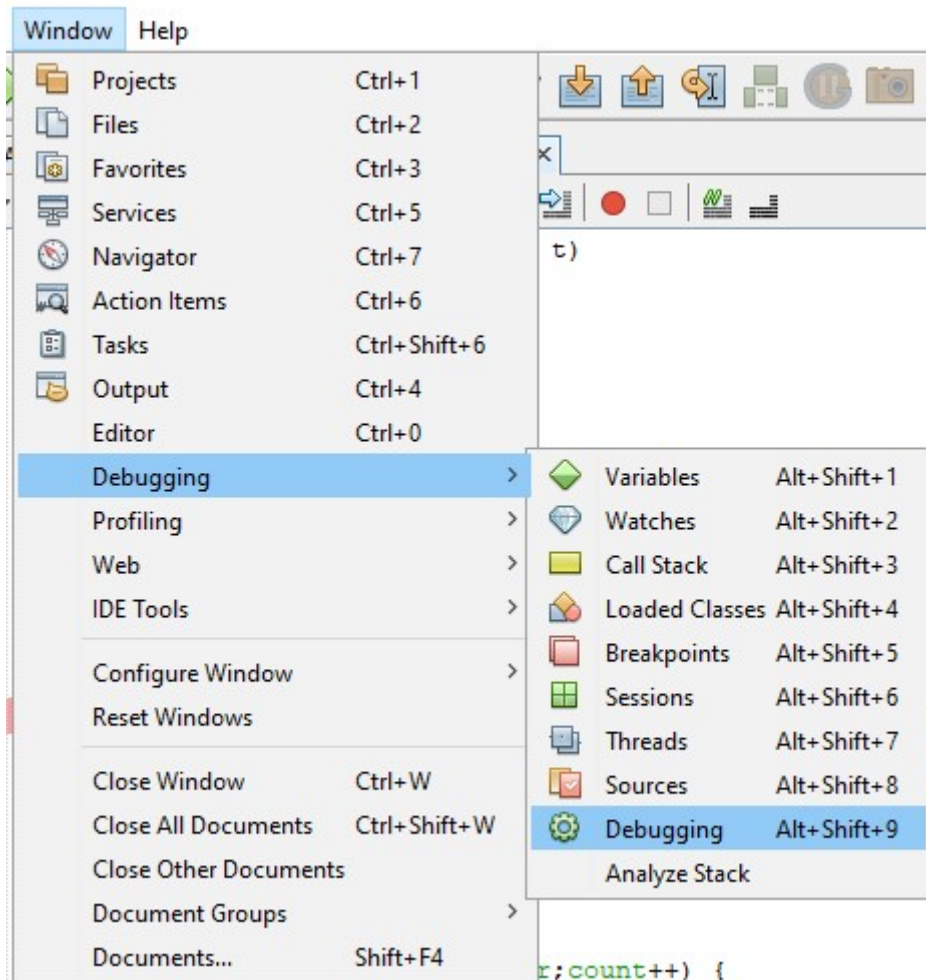 Window Help
Projects Ctrl+1
Files Ctrl+2
Favorites Ctrl+3
Services Ctrl+5
t)
Navigator Ctrl+7
Action Items Ctrl+6
Tasks Ctrl+Shift+6
Output Ctrl+4
Editor Ctrl+0
Debugging
Profiling
Web
IDE Tools
Configure Window
Reset Windows
Close Window Ctrl+W
Close All Documents Ctrl+Shift+W
Close Other Documents
Document Groups
Documents... Shift+F4
Variables Alt+Shift+1
Watches Alt+Shift+2
Call Stack Alt+Shift+3
Loaded Classes Alt+Shift+4
Breakpoints Alt+Shift+5
Sessions Alt+Shift+6
Threads Alt+Shift+7
Sources Alt+Shift+8
Debugging Alt+Shift+9
Analyze Stack
r;count++) {